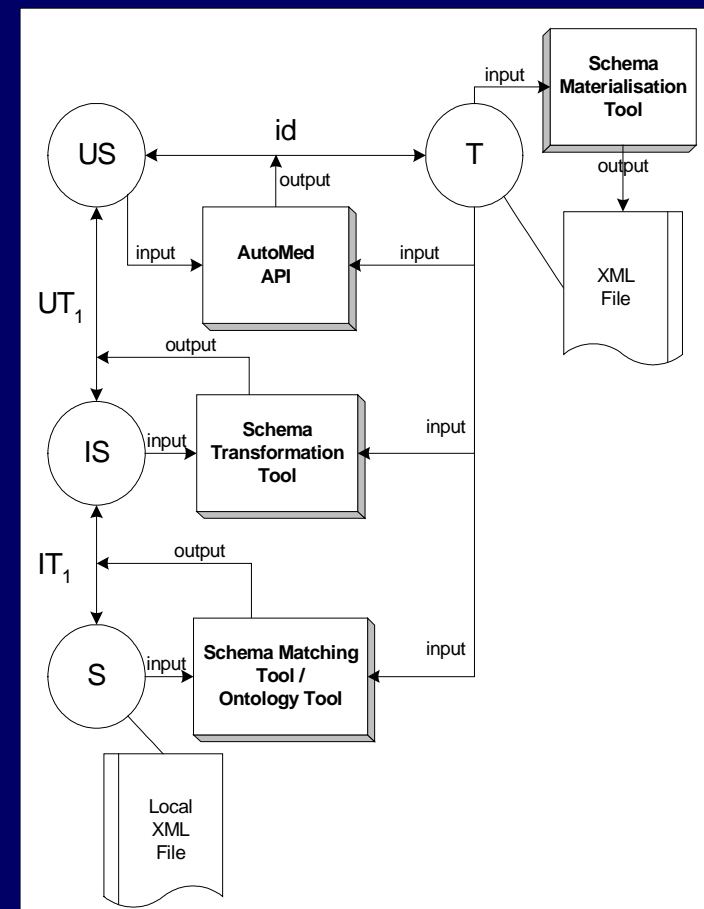 input
Schema
Materialisation
Tool
id
US
T
output
output
input
AutoMed
API
input
XML
File
UT1
output
IS
input
Schema
Transformation
Tool
input
IT1
output
S
input
Schema Matching
Tool /
Ontology Tool
input
Local
XML
File